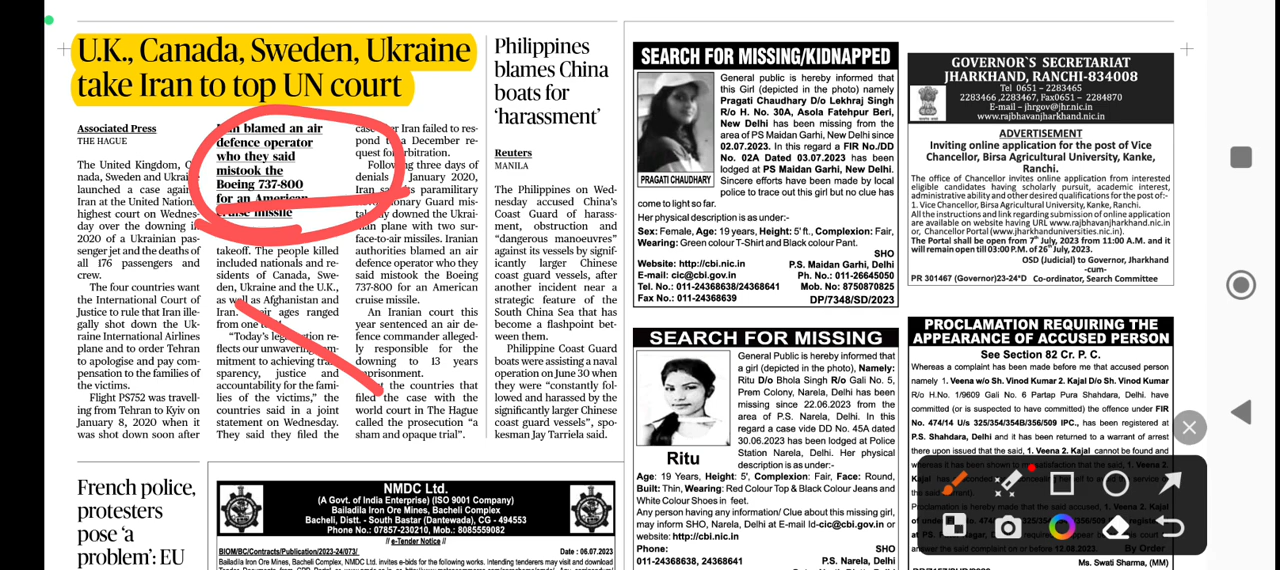 U.K., Canada, Sweden, Ukraine
take Iran to top UN court
Associated Press
THE HAGUE
The United Kingdom,
nada, Sweden and
launched a case
Iran at the United
highest court on Wednes-
day over the downing in
2020 of a Ukrainian pas-
senger jet and the deaths of
all 176 passengers and
crew.
The four countries want
the International Court of
Justice to rule that Iran ille-
gally shot down the Uk-
raine International Airlines
plane and to order Tehran
to apologise and pay com-
pensation to the families of
the victims.
Flight PS752 was travell-
ing from Tehran to Kyiv on
January 8, 2020 when it
was shot down soon after
blamed an air
defence operator
who they said
mistook the
Boeing 737-800
for an American
cruise missile
takeoff. The people killed
included nationals and re-
sidents of Canada, Swe-
den, Ukraine and the U.K.,
as well as Afghanistan and
Iran. ages ranged
from
“Today's re-
flects our
mitment to achieving
sparency, justice and
accountability for the fami-
lies of the victims,” the
countries said in a joint
statement on Wednesday.
They said they filed the
Iran failed to res-
pond a December re-
quest arbitration.
Following three days of
denials January 2020,
Iran paramilitary
Guard mis-
downed the Ukrai-
plane with two sur-
face-to-air missiles. Iranian
authorities blamed an air
defence operator who they
said mistook the Boeing
737-800 for an American
cruise missile.
An Iranian court this
year sentenced an air de-
fence commander alleged-
ly responsible for the
downing to 13 years
the countries that
filed the case with the
world court in The Hague
called the prosecution “a
sham and opaque trial”.
Philippines
blames China
boats for
‘harassment’
Reuters
MANILA
The Philippines on Wed-
nesday accused China's
Coast Guard of harass-
ment, obstruction and
“dangerous manoeuvres”
against its vessels by signif-
icantly larger Chinese
coast guard vessels, after
another incident near a
strategic feature of the
South China Sea that has
become a flashpoint bet-
ween them.
Philippine Coast Guard
boats were assisting a naval
operation on June 30 when
they were “constantly fol-
lowed and harassed by the
significantly larger Chinese
coast guard vessels”, spo-
kesman Jay Tarriela said.
French police,
protesters
pose ‘a
problem’: EU
NMDC Ltd.
(A Govt. of India Enterprise) (ISO 9001 Company)
Bailadila Iron Ore Mines, Bacheli Complex,
Bacheli, Distt. - South Bastar (Dantewada), CG - 494553
Phone No.: 07857-230210, Mob.: 8085559082
// e-Tender Notice //
BIOM/BC/Contracts/Publication/2023-24/073/ Date : 06.07.2023
Bailadila Iron Ore Mines, Bacheli Complex, NMDC Ltd. invites e-bids for the following works. Intending tenderers may visit and download
SEARCH FOR MISSING/KIDNAPPED
PRAGATI CHAUDHARY
General public is hereby informed that
this Girl (depicted in the photo) namely
Pragati Chaudhary D/o Lekhraj Singh
R/o H. No. 30A, Asola Fatehpur Beri,
New Delhi has been missing from the
area of PS Maidan Garhi, New Delhi since
02.07.2023. In this regard a FIR No./DD
No. 02A Dated 03.07.2023 has been
lodged at PS Maidan Garhi, New Delhi.
Sincere efforts have been made by local
police to trace out this girl but no clue has
come to light so far.
Her physical description is as under:-
Sex: Female, Age: 19 years, Height: 5' ft., Complexion: Fair,
Wearing: Green colour T-Shirt and Black colour Pant.
SHO
Website: http://cbi.nic.in P.S. Maidan Garhi, Delhi
E-mail: cic@cbi.gov.in Ph. No.: 011-26645050
Tel. No.: 011-24368638/24368641 Mob. No: 8750870825
Fax No.: 011-24368639 DP/7348/SD/2023
SEARCH FOR MISSING
Ritu
General Public is hereby informed that
a girl (depicted in the photo), Namely:
Ritu D/o Bhola Singh R/o Gali No. 5,
Prem Colony, Narela, Delhi has been
missing since 22.06.2023 from the
area of P.S. Narela, Delhi. In this
regard a case vide DD No. 45A dated
30.06.2023 has been lodged at Police
Station Narela, Delhi. Her physical
description is as under:-
Age: 19 Years, Height: 5', Complexion: Fair, Face: Round,
Built: Thin, Wearing: Red Colour Top & Black Colour Jeans and
White Colour Shoes in feet.
Any person having any information/ Clue about this missing girl,
may inform SHO, Narela, Delhi at E-mail Id-cic@cbi.gov.in or
website: http://cbi.nic.in
Phone: SHO
011-24368638, 24368641 P.S. Narela, Delhi
GOVERNOR`S SECRETARIAT
JHARKHAND, RANCHI-834008
Tel 0651 – 2283465
2283466 ,2283467, Fax0651 – 2284870
E-mail – jhrgov@jhr.nic.in
www.rajbhavanjharkhand.nic.in
ADVERTISEMENT
Inviting online application for the post of Vice
Chancellor, Birsa Agricultural University, Kanke,
Ranchi.
The office of Chancellor invites online application from interested
eligible candidates having scholarly pursuit, academic interest,
administrative ability and other desired qualifications for the post of:-
1. Vice Chancellor, Birsa Agricultural University, Kanke, Ranchi.
All the instructions and link regarding submission of online application
are available on website having URL www.rajbhavanjharkhand.nic.in
or, Chancellor Portal (www.jharkhanduniversities.nic.in).
The Portal shall be open from 7th July, 2023 from 11:00 A.M. and it
will remain open till 03:00 P.M. of 26th July, 2023.
OSD (Judicial) to Governor, Jharkhand
-cum-
PR 301467 (Governor)23-24*D Co-ordinator, Search Committee
PROCLAMATION REQUIRING THE
APPEARANCE OF ACCUSED PERSON
See Section 82 Cr. P. C.
Whereas a complaint has been made before me that accused person
namely 1. Veena w/o Sh. Vinod Kumar 2. Kajal D/o Sh. Vinod Kumar
R/o H.No. 1/9609 Gali No. 6 Partap Pura Shahdara, Delhi. have
committed (or is suspected to have committed) the offence under FIR
No. 474/14 U/s 325/354/354B/356/509 IPC., has been registered at
P.S. Shahdara, Delhi and it has been returned to a warrant of arrest
there upon issued that the said, 1. Veena 2. Kajal cannot be found and
Ms. Swati Sharma, (MM)